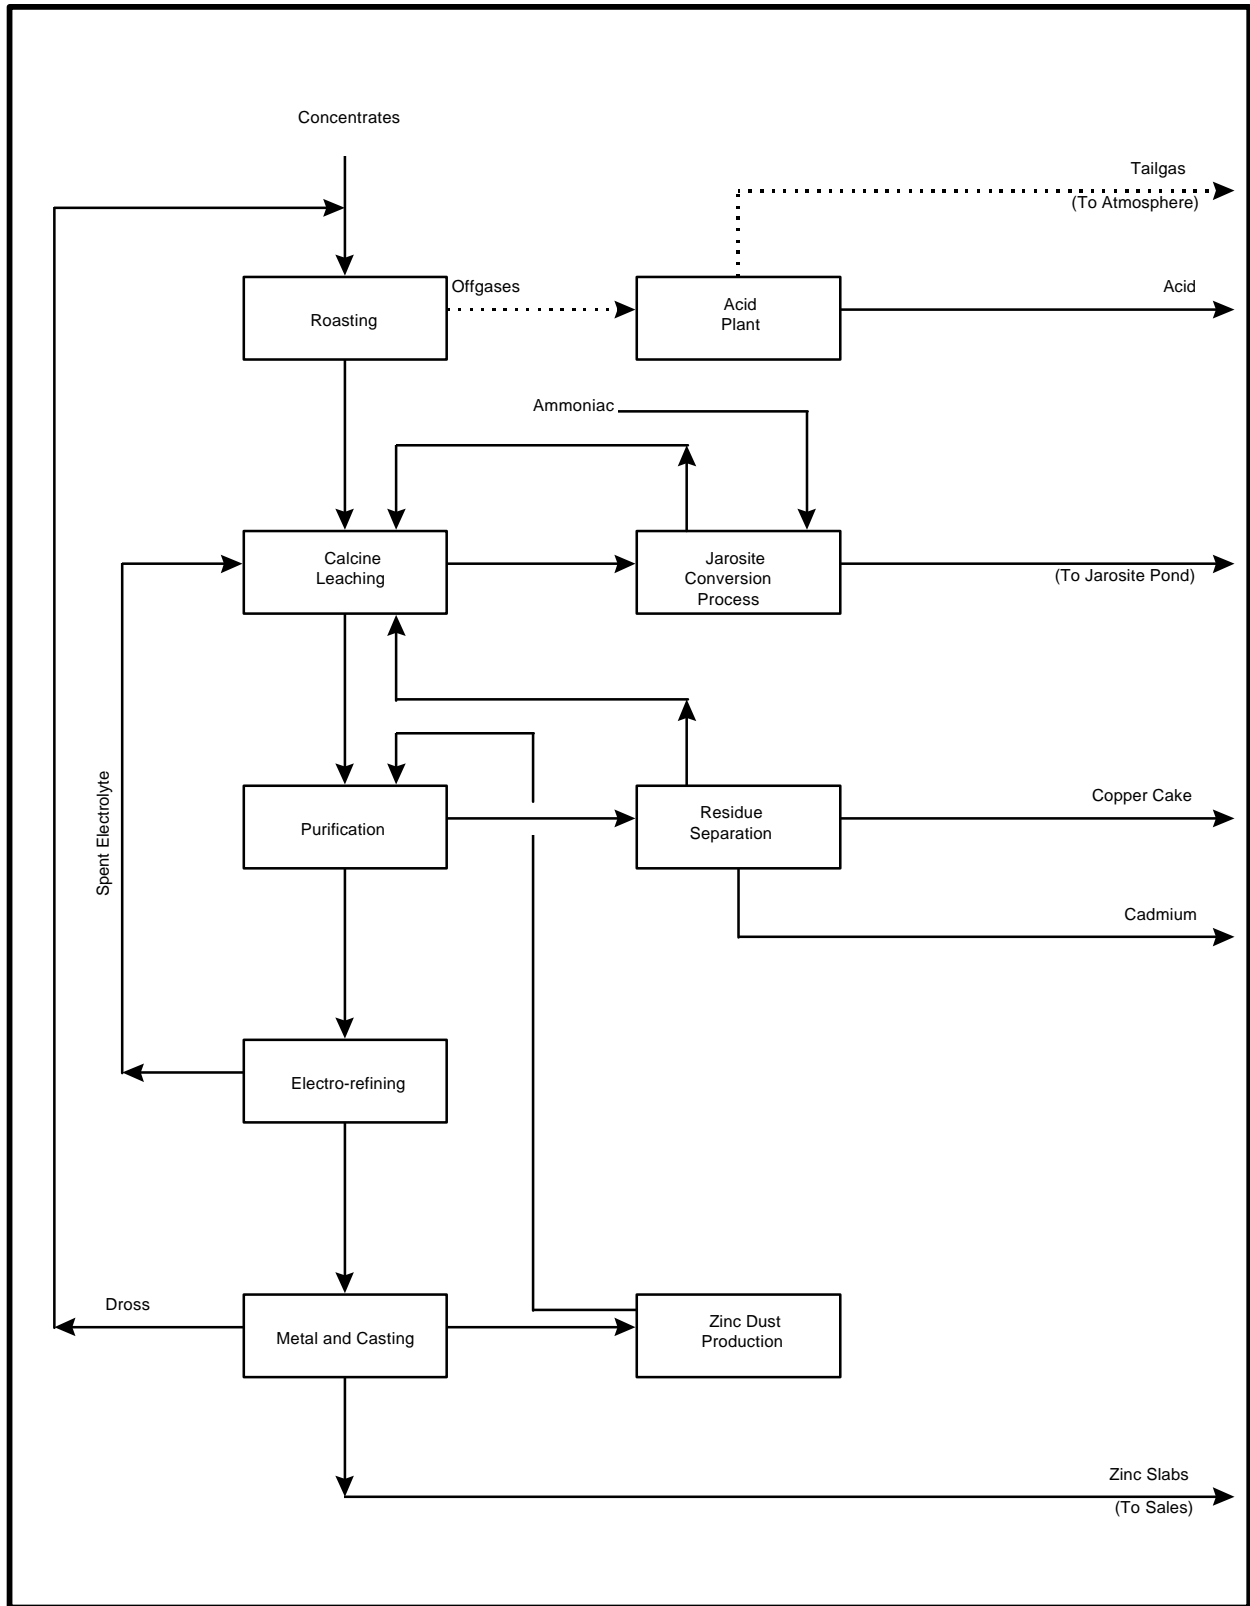 Concentrates
Tailgas
(To Atmosphere)
Offgases
Acid
Roasting
Acid
Plant
Ammoniac
Calcine
Leaching
Jarosite
Conversion
Process
(To Jarosite Pond)
Spent Electrolyte
Purification
Residue
Separation
Copper Cake
Cadmium
Electro-refining
Dross
Metal and Casting
Zinc Dust
Production
Zinc Slabs
(To Sales)